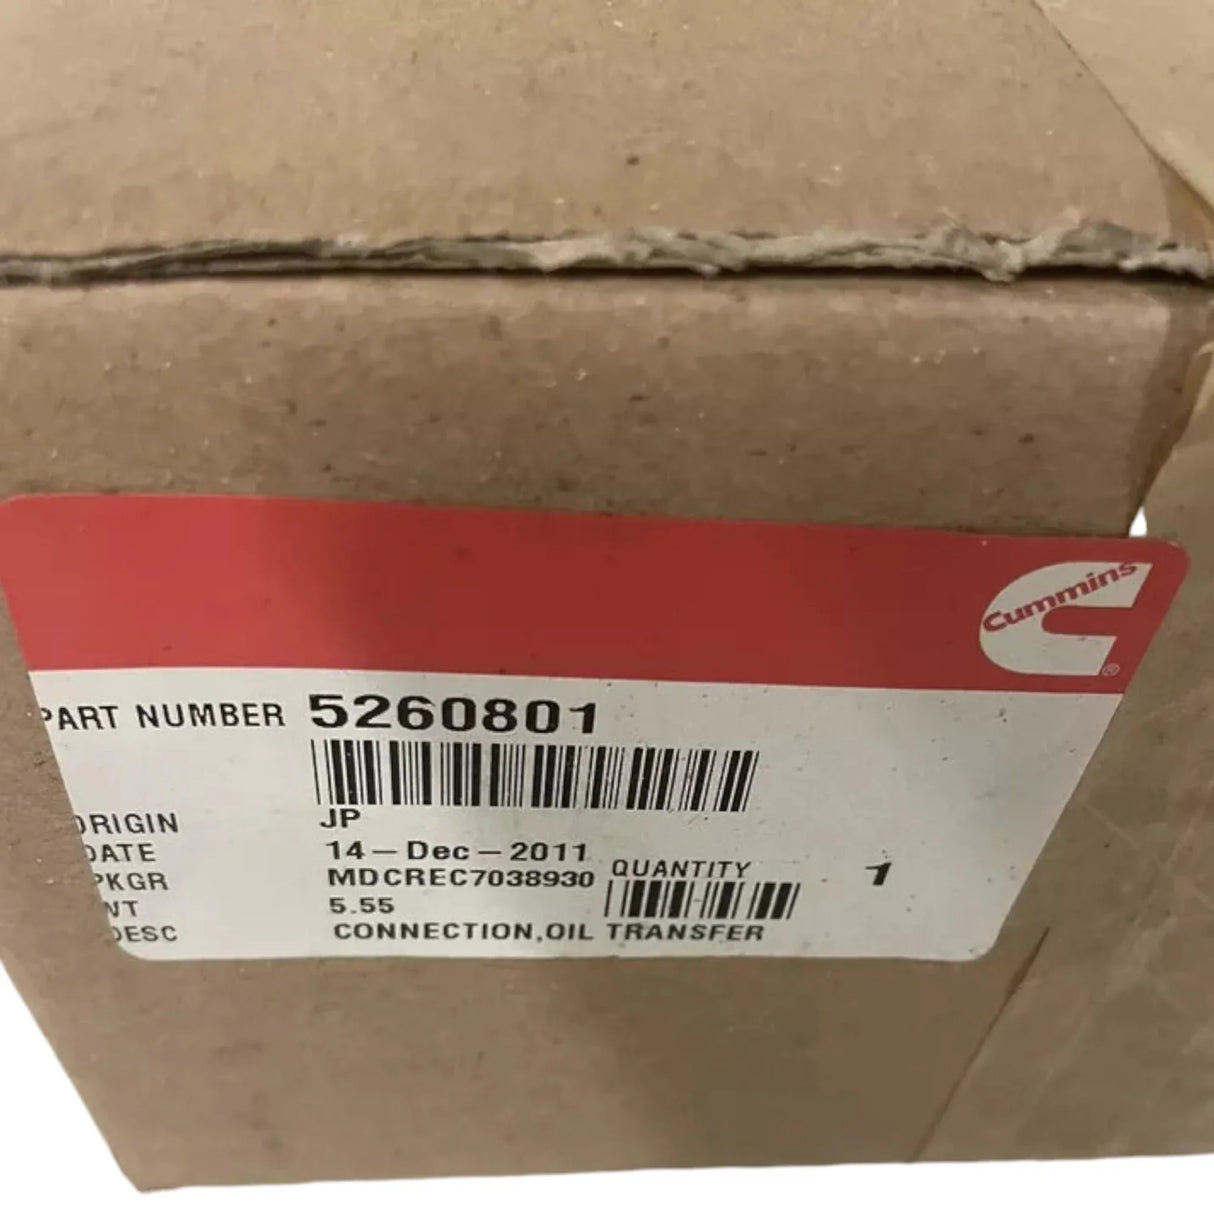 Cummins
®
PART NUMBER 5260801
ORIGIN JP
DATE 14-Dec-2011
PKGR MDCREC7038930 QUANTITY 1
WT 5.55
DESC CONNECTION,OIL TRANSFER